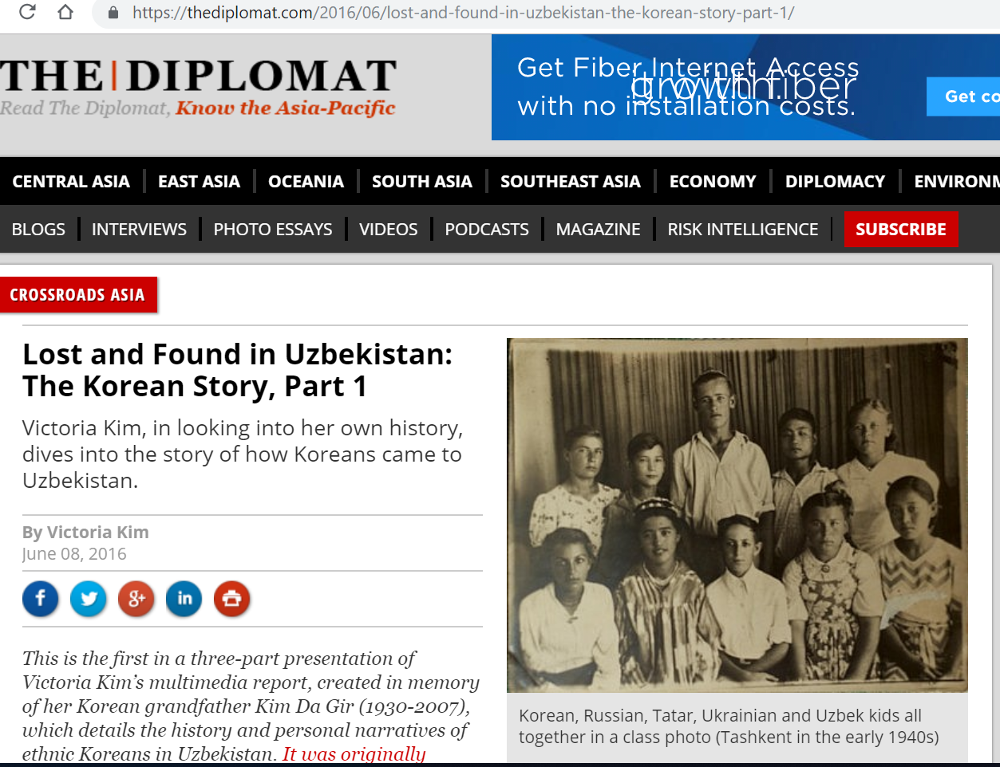 https://thediplomat.com/2016/06/lost-and-found-in-uzbekistan-the-korean-story-part-1/
THE|DIPLOMAT
Read The Diplomat, Know the Asia-Pacific
Get Fiber Internet Access
with no installation costs.
growth.
with fiber
Get co
CENTRAL ASIA | EAST ASIA | OCEANIA | SOUTH ASIA | SOUTHEAST ASIA | ECONOMY | DIPLOMACY | ENVIRONM
BLOGS | INTERVIEWS | PHOTO ESSAYS | VIDEOS | PODCASTS | MAGAZINE | RISK INTELLIGENCE | SUBSCRIBE
CROSSROADS ASIA
Lost and Found in Uzbekistan:
The Korean Story, Part 1
Victoria Kim, in looking into her own history,
dives into the story of how Koreans came to
Uzbekistan.
By Victoria Kim
June 08, 2016
f g+ in
This is the first in a three-part presentation of
Victoria Kim's multimedia report, created in memory
of her Korean grandfather Kim Da Gir (1930-2007),
which details the history and personal narratives of
ethnic Koreans in Uzbekistan. It was originally
Korean, Russian, Tatar, Ukrainian and Uzbek kids all
together in a class photo (Tashkent in the early 1940s)